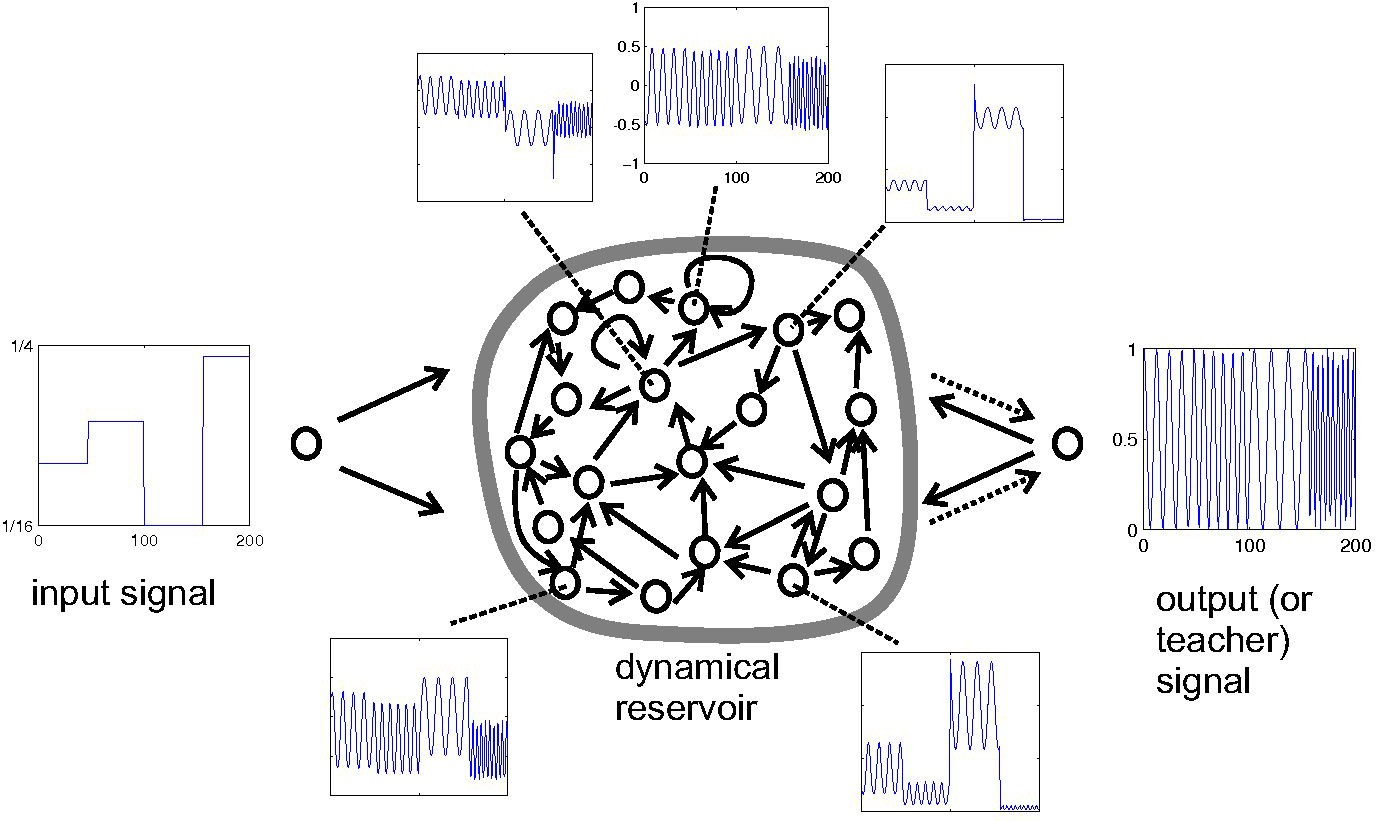 1
0.5
0
-0.5
-1
0 100 200
1/4
1/16
0 100 200
input signal
dynamical
reservoir
1
0.5
0
0 100 200
output (or
teacher)
signal